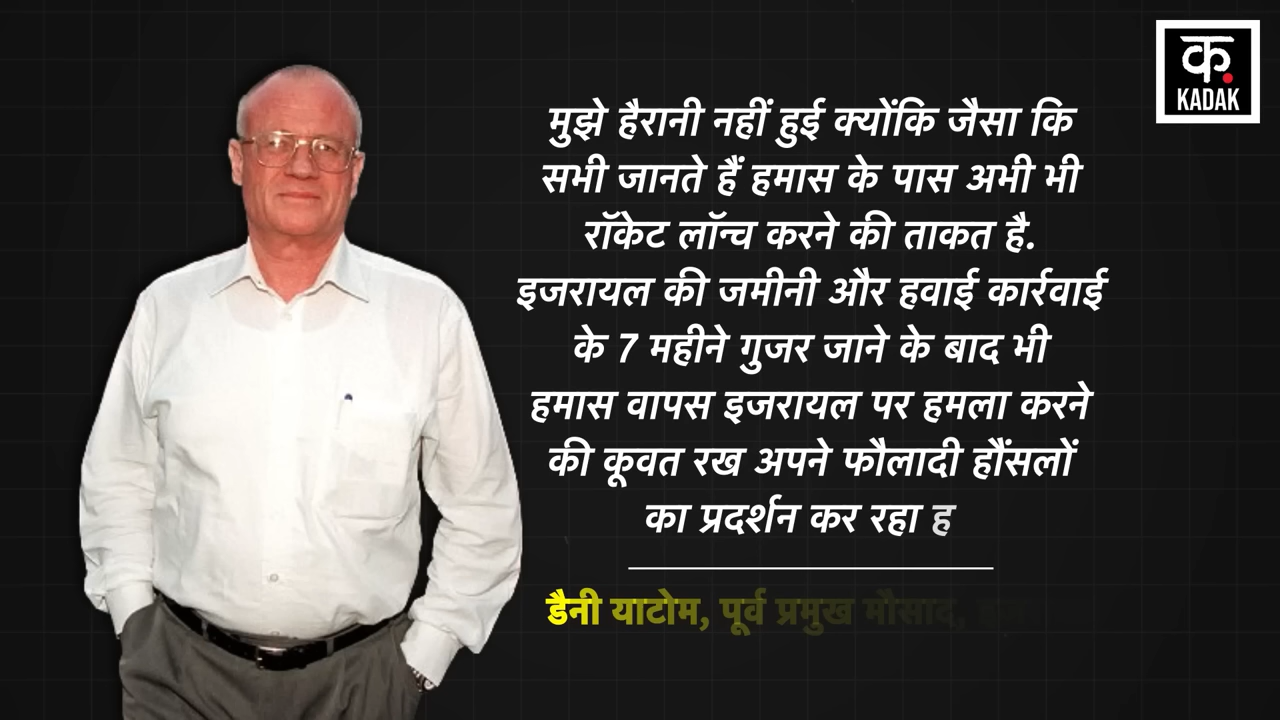 क
KADAK
मुझे हैरानी नहीं हुई क्योंकि जैसा कि
सभी जानते हैं हमास के पास अभी भी
रॉकेट लॉन्च करने की ताकत है.
इजरायल की जमीनी और हवाई कार्रवाई
के 7 महीने गुजर जाने के बाद भी
हमास वापस इजरायल पर हमला करने
की कूवत रख अपने फौलादी हौंसलों
का प्रदर्शन कर रहा ह
डैनी याटोम, पूर्व प्रमुख मौसाद,